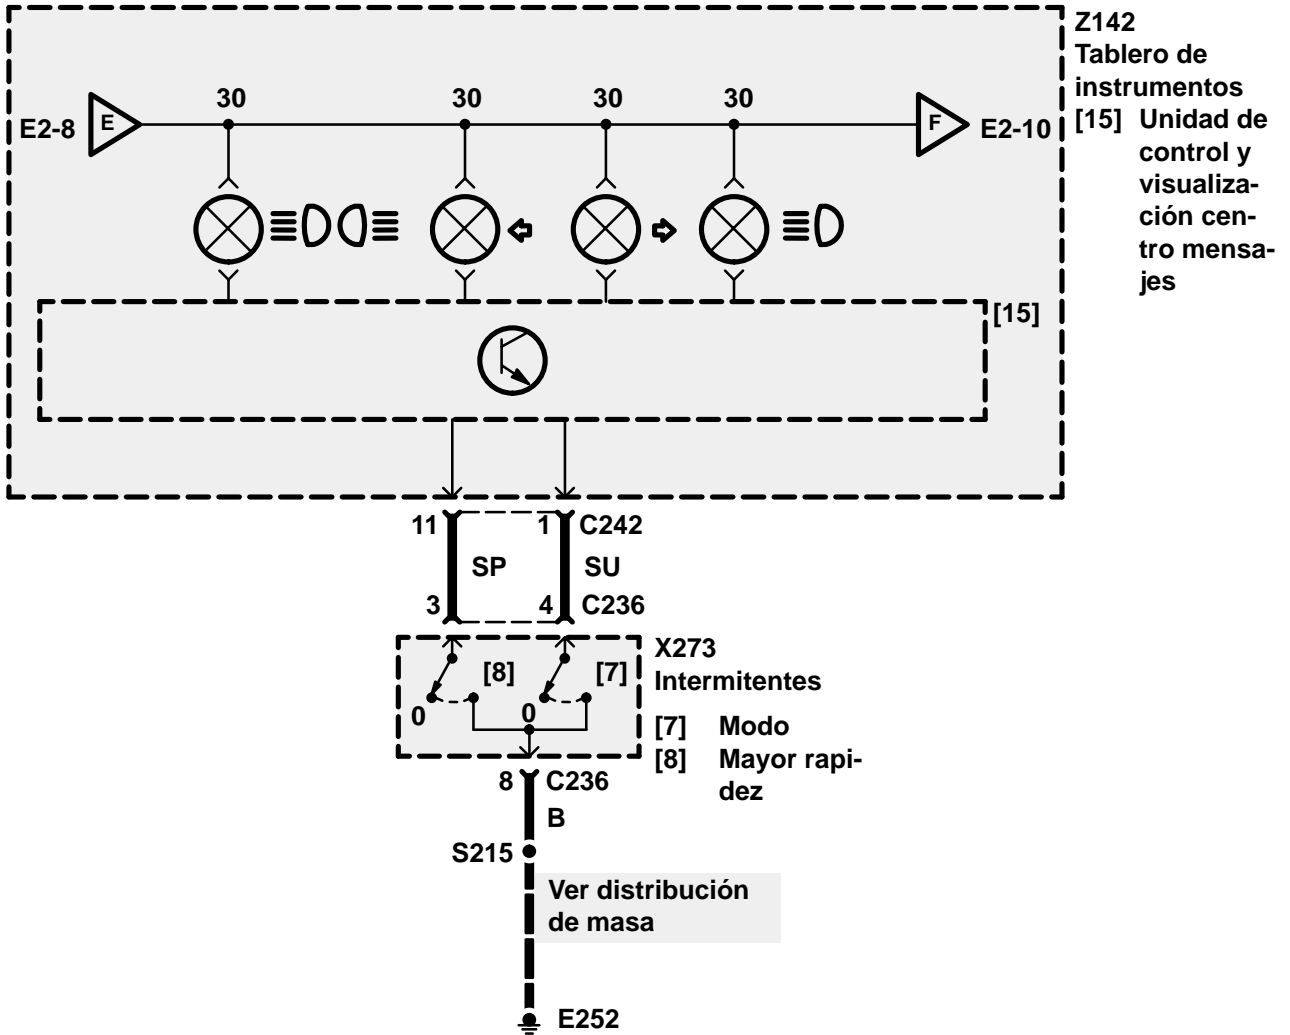 Z142
Tablero de
instrumentos
[15] Unidad de
control y
visualiza-
ción cen-
tro mensa-
jes
30 30 30 30
E2-8 E F E2-10
[15]
11 1 C242
SP SU
3 4 C236
X273
Intermitentes
[8] [7]
0 0
[7] Modo
[8] Mayor rapi-
dez
8 C236
B
S215
Ver distribución
de masa
E252